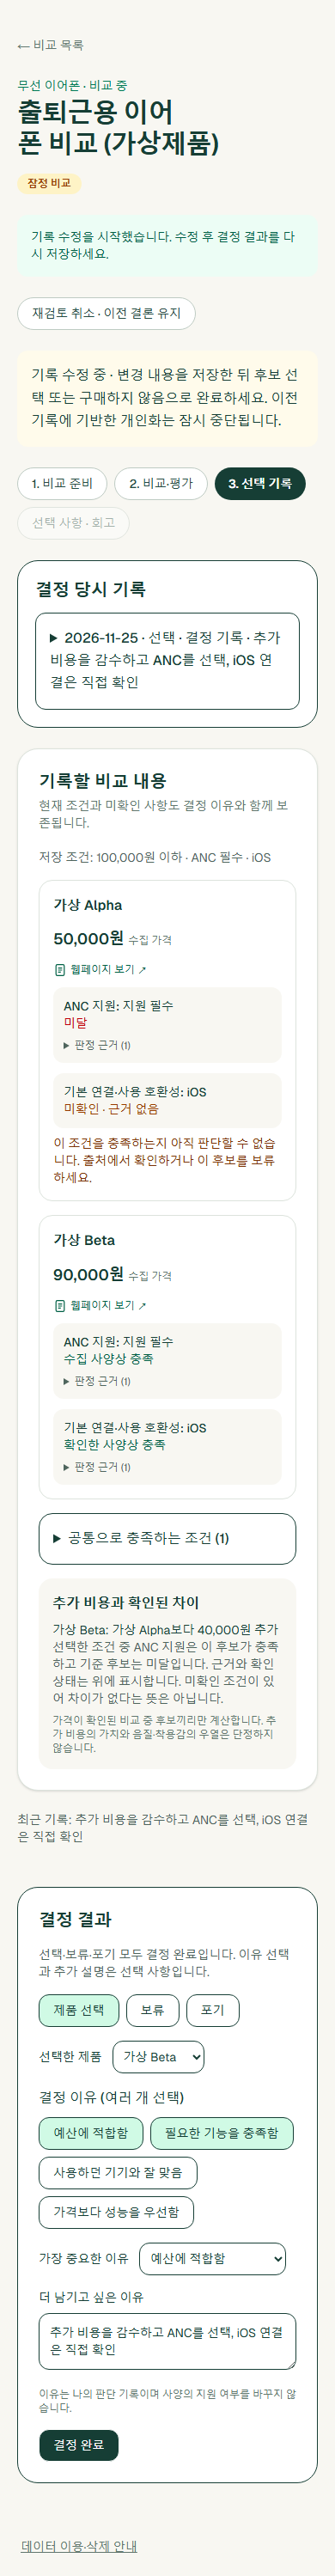 ← 비교 목록
무선 이어폰 · 비교 중
출퇴근용 이어
폰 비교 (가상제품)
잠정 비교
기록 수정을 시작했습니다. 수정 후 결정 결과를 다
시 저장하세요.
재검토 취소 · 이전 결론 유지
기록 수정 중 · 변경 내용을 저장한 뒤 후보 선
택 또는 구매하지 않음으로 완료하세요. 이전
기록에 기반한 개인화는 잠시 중단됩니다.
1. 비교 준비
2. 비교·평가
3. 선택 기록
선택 사항 · 회고
결정 당시 기록
▶ 2026-11-25 · 선택 · 결정 기록 · 추가
비용을 감수하고 ANC를 선택, iOS 연
결은 직접 확인
기록할 비교 내용
현재 조건과 미확인 사항도 결정 이유와 함께 보
존됩니다.
저장 조건: 100,000원 이하 · ANC 필수 · iOS
가상 Alpha
50,000원 수집 가격
웹페이지 보기 ↗
ANC 지원: 지원 필수
미달
▶ 판정 근거 (1)
기본 연결·사용 호환성: iOS
미확인 · 근거 없음
이 조건을 충족하는지 아직 판단할 수 없습
니다. 출처에서 확인하거나 이 후보를 보류
하세요.
가상 Beta
90,000원 수집 가격
웹페이지 보기 ↗
ANC 지원: 지원 필수
수집 사양상 충족
▶ 판정 근거 (1)
기본 연결·사용 호환성: iOS
확인한 사양상 충족
▶ 판정 근거 (1)
▶ 공통으로 충족하는 조건 (1)
추가 비용과 확인된 차이
가상 Beta: 가상 Alpha보다 40,000원 추가
선택한 조건 중 ANC 지원은 이 후보가 충족
하고 기준 후보는 미달입니다. 근거와 확인
상태는 위에 표시합니다. 미확인 조건이 있
어 차이가 없다는 뜻은 아닙니다.
가격이 확인된 비교 중 후보끼리만 계산합니다. 추
가 비용의 가치와 음질·착용감의 우열은 단정하지
않습니다.
최근 기록: 추가 비용을 감수하고 ANC를 선택, iOS 연결
은 직접 확인
결정 결과
선택·보류·포기 모두 결정 완료입니다. 이유 선택
과 추가 설명은 선택 사항입니다.
제품 선택
보류
포기
선택한 제품
가상 Beta
결정 이유 (여러 개 선택)
예산에 적합함
필요한 기능을 충족함
사용하던 기기와 잘 맞음
가격보다 성능을 우선함
가장 중요한 이유
예산에 적합함
더 남기고 싶은 이유
추가 비용을 감수하고 ANC를 선택, iOS 연결
은 직접 확인
이유는 나의 판단 기록이며 사양의 지원 여부를 바꾸지 않
습니다.
결정 완료
데이터 이용·삭제 안내